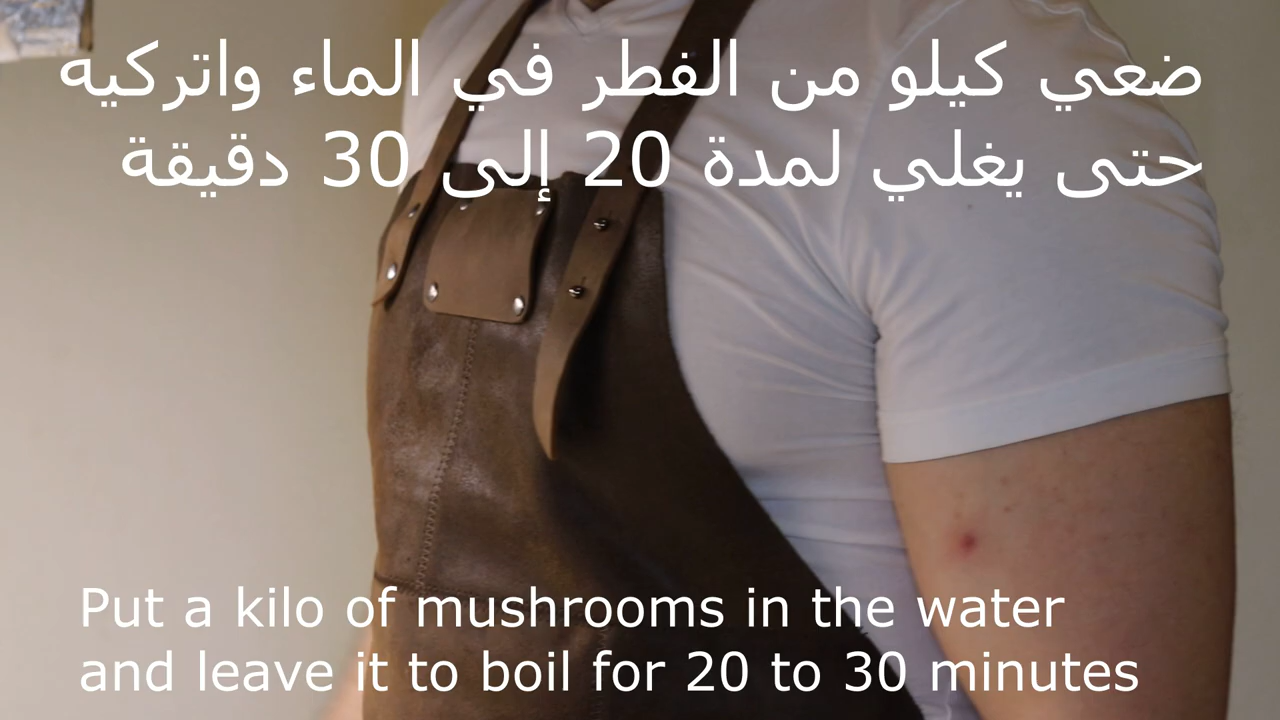 ضعي كيلو من الفطر في الماء واتركيه
حتى يغلي لمدة 20 إلى 30 دقيقة
Put a kilo of mushrooms in the water
and leave it to boil for 20 to 30 minutes